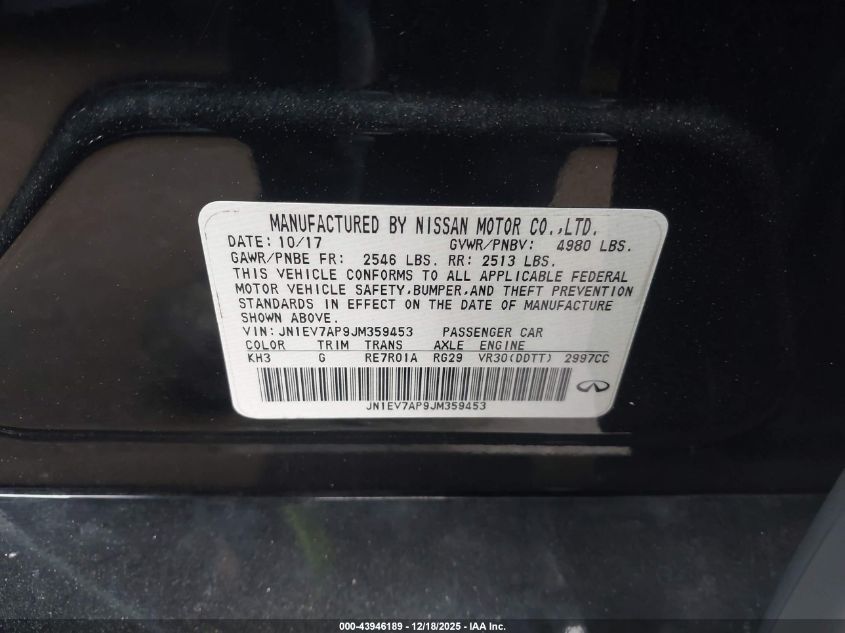 MANUFACTURED BY NISSAN MOTOR CO.,LTD.
DATE: 10/17 GVWR/PNBV: 4980 LBS.
GAWR/PNBE FR: 2546 LBS. RR: 2513 LBS.
THIS VEHICLE CONFORMS TO ALL APPLICABLE FEDERAL
MOTOR VEHICLE SAFETY,BUMPER,AND THEFT PREVENTION
STANDARDS IN EFFECT ON THE DATE OF MANUFACTURE
SHOWN ABOVE.
VIN: JN1EV7AP9JM359453 PASSENGER CAR
COLOR TRIM TRANS AXLE ENGINE
KH3 G RE7R01A RG29 VR30(DDTT) 2997CC
JN1EV7AP9JM359453
000-43946189 - 12/18/2025 - IAA Inc.